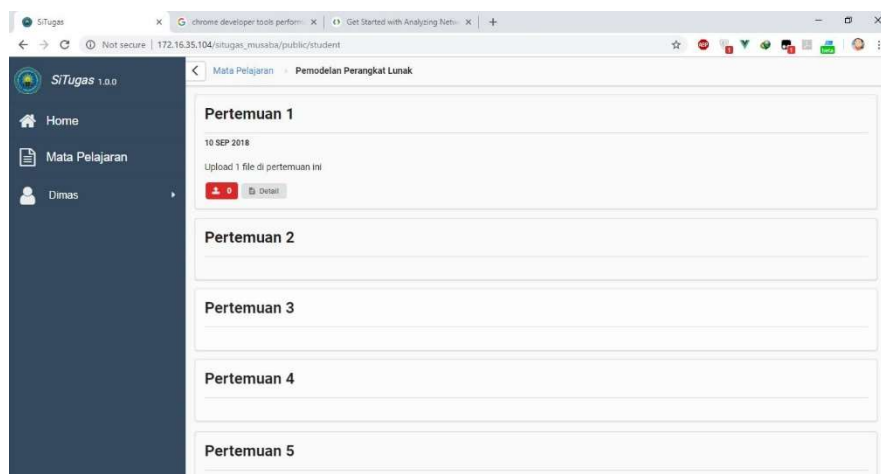 SiTugas
chrome developer tools perform
Get Started with Analyzing Netw
Not secure | 172.16.35.104/situgas_musaba/public/student
SiTugas 1.0.0
Home
Mata Pelajaran
Dimas
Mata Pelajaran
Pemodelan Perangkat Lunak
Pertemuan 1
10 SEP 2018
Upload 1 file di pertemuan ini
0
Detail
Pertemuan 2
Pertemuan 3
Pertemuan 4
Pertemuan 5